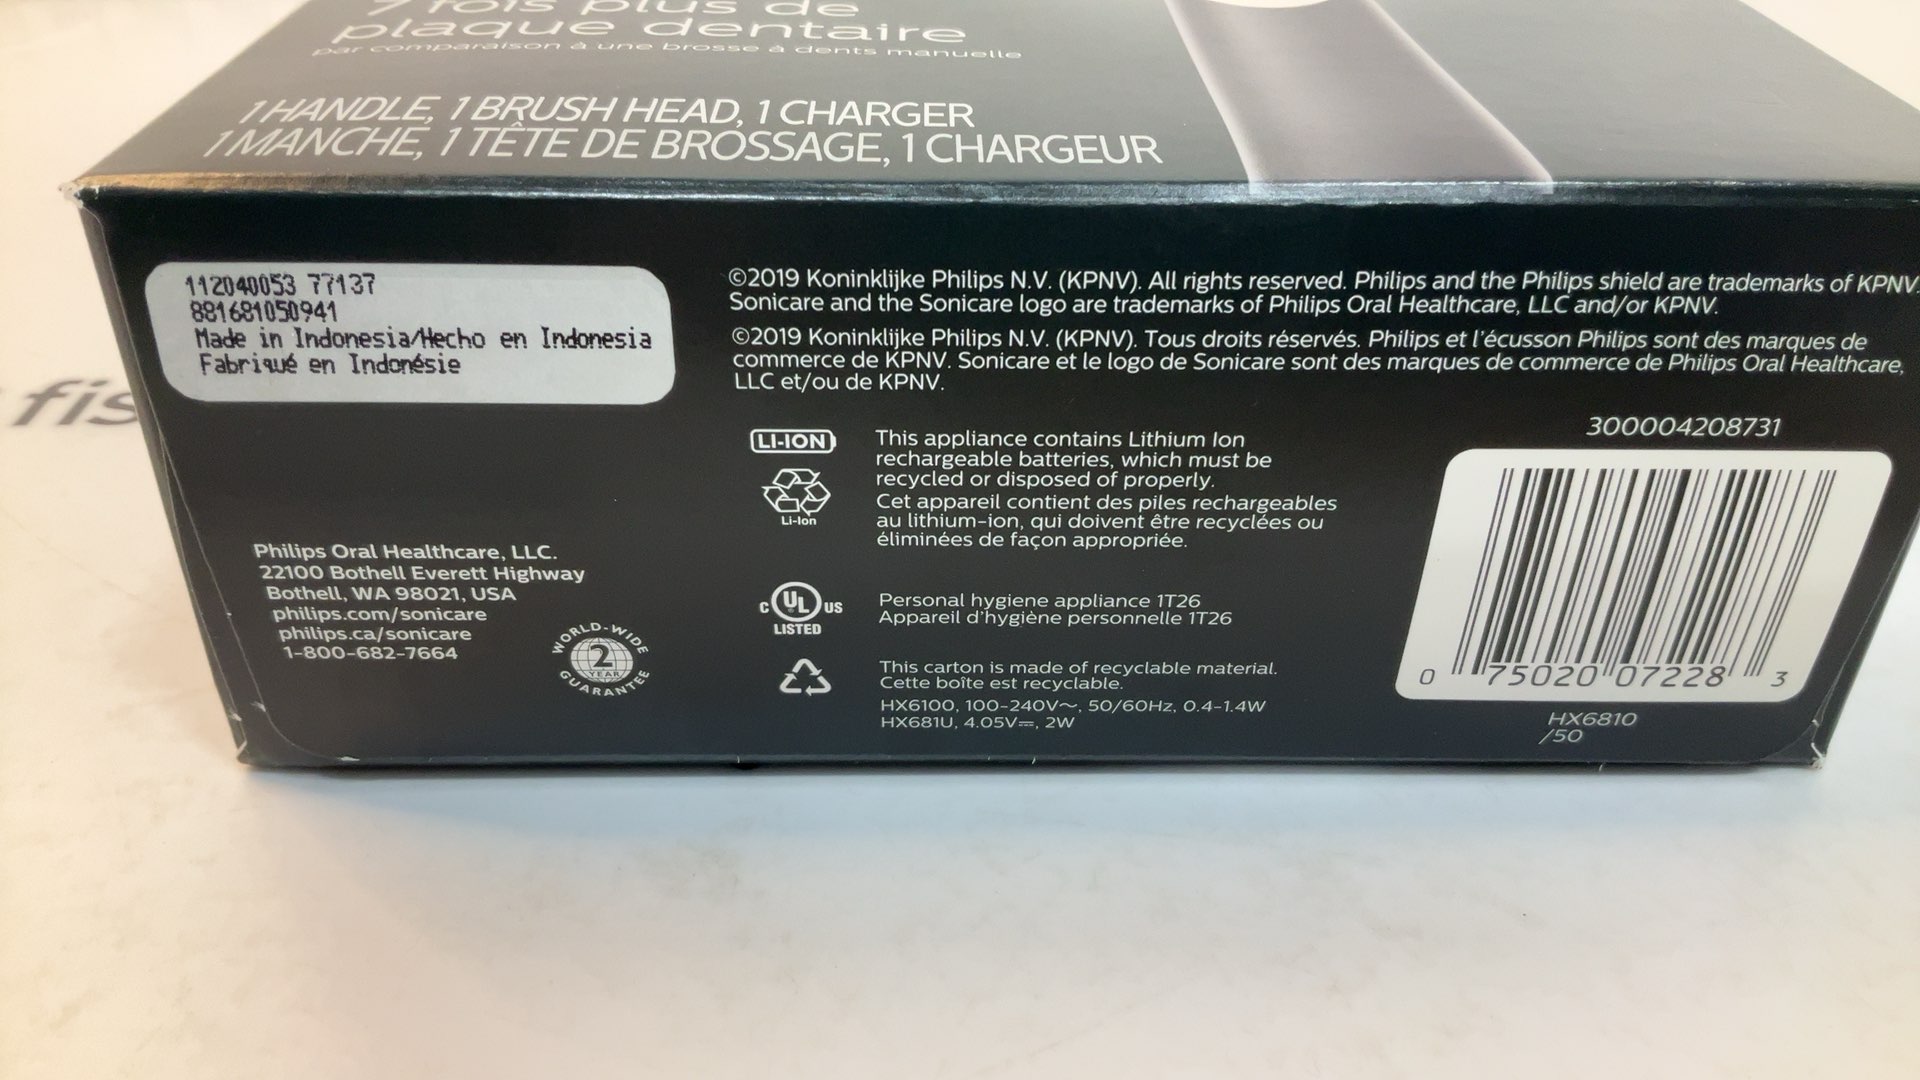 7 fois plus de
plaque dentaire
par comparaison à une brosse à dents manuelle
1 HANDLE, 1 BRUSH HEAD, 1 CHARGER
1 MANCHE, 1 TÊTE DE BROSSAGE, 1 CHARGEUR
112040053 77137
881681050941
Made in Indonesia/Hecho en Indonesia
Fabriqué en Indonésie
©2019 Koninklijke Philips N.V. (KPNV). All rights reserved. Philips and the Philips shield are trademarks of KPNV.
Sonicare and the Sonicare logo are trademarks of Philips Oral Healthcare, LLC and/or KPNV.
©2019 Koninklijke Philips N.V. (KPNV). Tous droits réservés. Philips et l'écusson Philips sont des marques de
commerce de KPNV. Sonicare et le logo de Sonicare sont des marques de commerce de Philips Oral Healthcare,
LLC et/ou de KPNV.
LI-ION
Li-Ion
This appliance contains Lithium Ion
rechargeable batteries, which must be
recycled or disposed of properly.
Cet appareil contient des piles rechargeables
au lithium-ion, qui doivent être recyclées ou
éliminées de façon appropriée.
Philips Oral Healthcare, LLC.
22100 Bothell Everett Highway
Bothell, WA 98021, USA
philips.com/sonicare
philips.ca/sonicare
1-800-682-7664
WORLD-WIDE
2
YEAR
GUARANTEE
C UL US
LISTED
Personal hygiene appliance 1T26
Appareil d'hygiène personnelle 1T26
This carton is made of recyclable material.
Cette boîte est recyclable.
HX6100, 100-240V~, 50/60Hz, 0.4-1.4W
HX681U, 4.05V⎓, 2W
300004208731
0 75020 07228 3
HX6810
/50